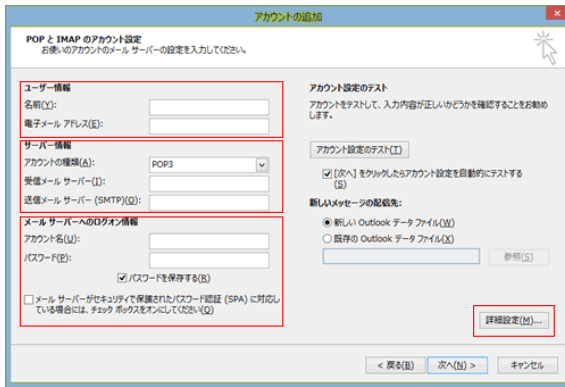 アカウントの追加
POP と IMAP のアカウント設定
お使いのアカウントのメール サーバーの設定を入力してください。
ユーザー情報
名前(Y):
電子メール アドレス(E):
サーバー情報
アカウントの種類(A):
POP3
受信メール サーバー(I):
送信メール サーバー (SMTP)(O):
メール サーバーへのログオン情報
アカウント名(U):
パスワード(P):
パスワードを保存する(R)
メール サーバーがセキュリティで保護されたパスワード認証 (SPA) に対応し
ている場合には、チェック ボックスをオンにしてください(Q)
アカウント設定のテスト
アカウントをテストして、入力内容が正しいかどうかを確認することをお勧め
します。
アカウント設定のテスト(T)
[次へ] をクリックしたらアカウント設定を自動的にテストする
(S)
新しいメッセージの配信先:
新しい Outlook データ ファイル(W)
既存の Outlook データ ファイル(X)
参照(S)
詳細設定(M)...
< 戻る(B)
次へ(N) >
キャンセル